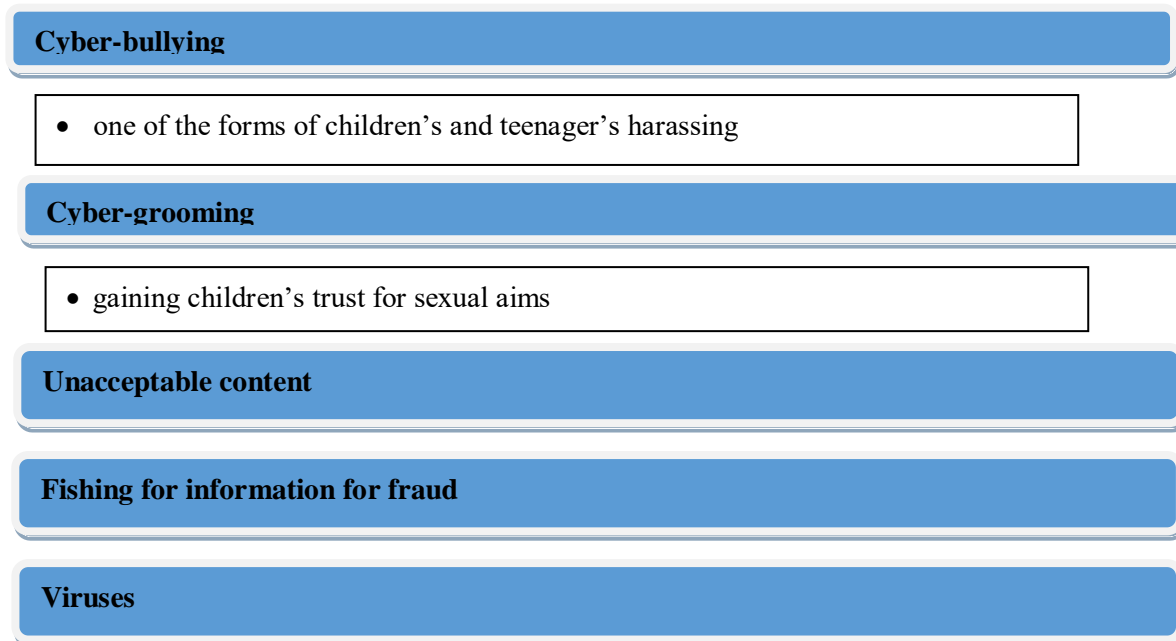 Cyber-bullying
• one of the forms of children’s and teenager’s harassing
Cyber-grooming
• gaining children’s trust for sexual aims
Unacceptable content
Fishing for information for fraud
Viruses